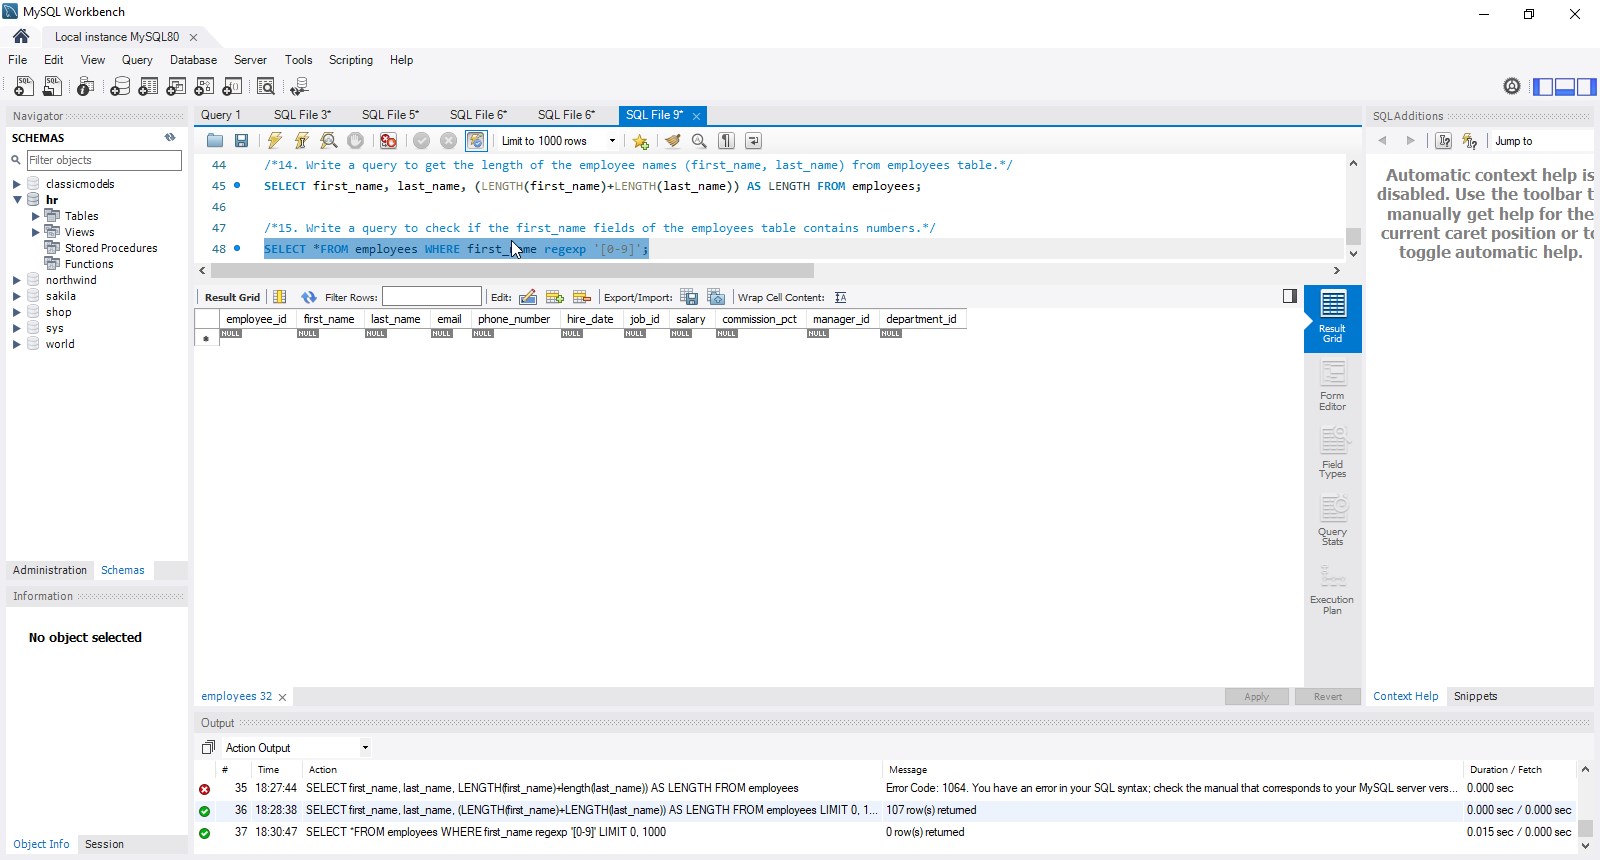 MySQL Workbench
Local instance MySQL80
File Edit View Query Database Server Tools Scripting Help
Navigator
SCHEMAS
Filter objects
classicmodels
hr
Tables
Views
Stored Procedures
Functions
northwind
sakila
shop
sys
world
Administration Schemas
Information
No object selected
Object Info Session
Query 1 SQL File 3* SQL File 5* SQL File 6* SQL File 6* SQL File 9*
Limit to 1000 rows
44 /*14. Write a query to get the length of the employee names (first_name, last_name) from employees table.*/
45 SELECT first_name, last_name, (LENGTH(first_name)+LENGTH(last_name)) AS LENGTH FROM employees;
46
47 /*15. Write a query to check if the first_name fields of the employees table contains numbers.*/
48 SELECT *FROM employees WHERE first_name regexp '[0-9]';
Result Grid Filter Rows: Edit: Export/Import: Wrap Cell Content:
employee_id first_name last_name email phone_number hire_date job_id salary commission_pct manager_id department_id
NULL NULL NULL NULL NULL NULL NULL NULL NULL NULL NULL
Result
Grid
Form
Editor
Field
Types
Query
Stats
Execution
Plan
employees 32
Apply Revert
SQLAdditions
Jump to
Automatic context help is
disabled. Use the toolbar t
manually get help for the
current caret position or to
toggle automatic help.
Context Help Snippets
Output
Action Output
# Time Action Message Duration / Fetch
35 18:27:44 SELECT first_name, last_name, LENGTH(first_name)+length(last_name)) AS LENGTH FROM employees Error Code: 1064. You have an error in your SQL syntax; check the manual that corresponds to your MySQL server vers... 0.000 sec
36 18:28:38 SELECT first_name, last_name, (LENGTH(first_name)+LENGTH(last_name)) AS LENGTH FROM employees LIMIT 0, 1... 107 row(s) returned 0.000 sec / 0.000 sec
37 18:30:47 SELECT *FROM employees WHERE first_name regexp '[0-9]' LIMIT 0, 1000 0 row(s) returned 0.015 sec / 0.000 sec